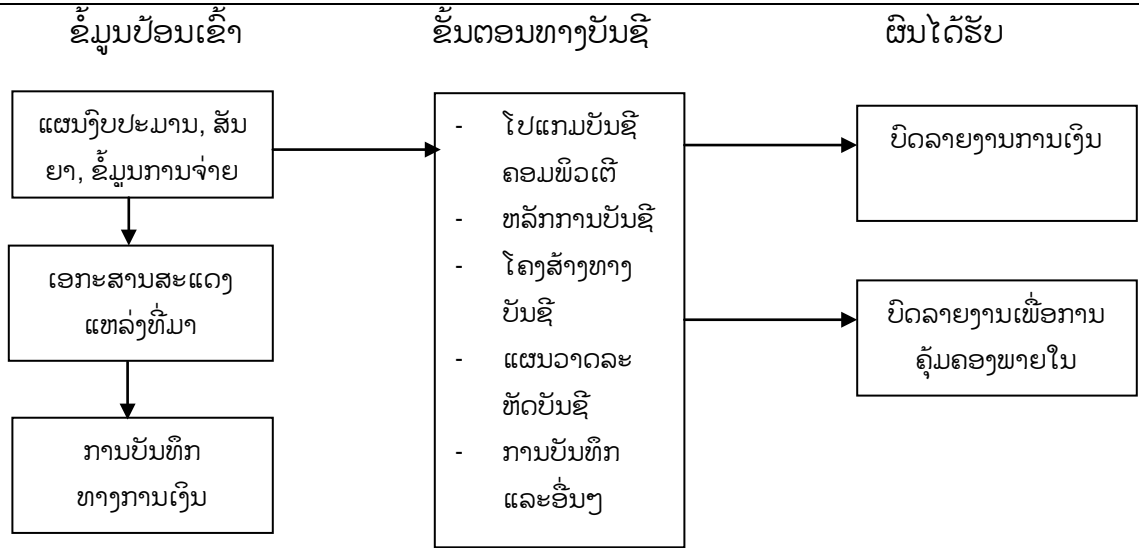 ຂໍ້ມູນປ້ອນເຂົ້າ
ຂັ້ນຕອນທາງບັນຊີ
ຜົນໄດ້ຮັບ
ແຜນງົບປະມານ, ສັນ
ຍາ, ຂໍ້ມູນການຈ່າຍ
ເອກະສານສະແດງ
ແຫລ່ງທີ່ມາ
ການບັນທຶກ
ທາງການເງິນ
- ໂປແກມບັນຊີ
ຄອມພິວເຕີ
- ຫລັກການບັນຊີ
- ໂຄງສ້າງທາງ
ບັນຊີ
- ແຜນວາດລະ
ຫັດບັນຊີ
- ການບັນທຶກ
ແລະອື່ນໆ
ບົດລາຍງານການເງິນ
ບົດລາຍງານເພື່ອການ
ຄຸ້ມຄອງພາຍໃນ